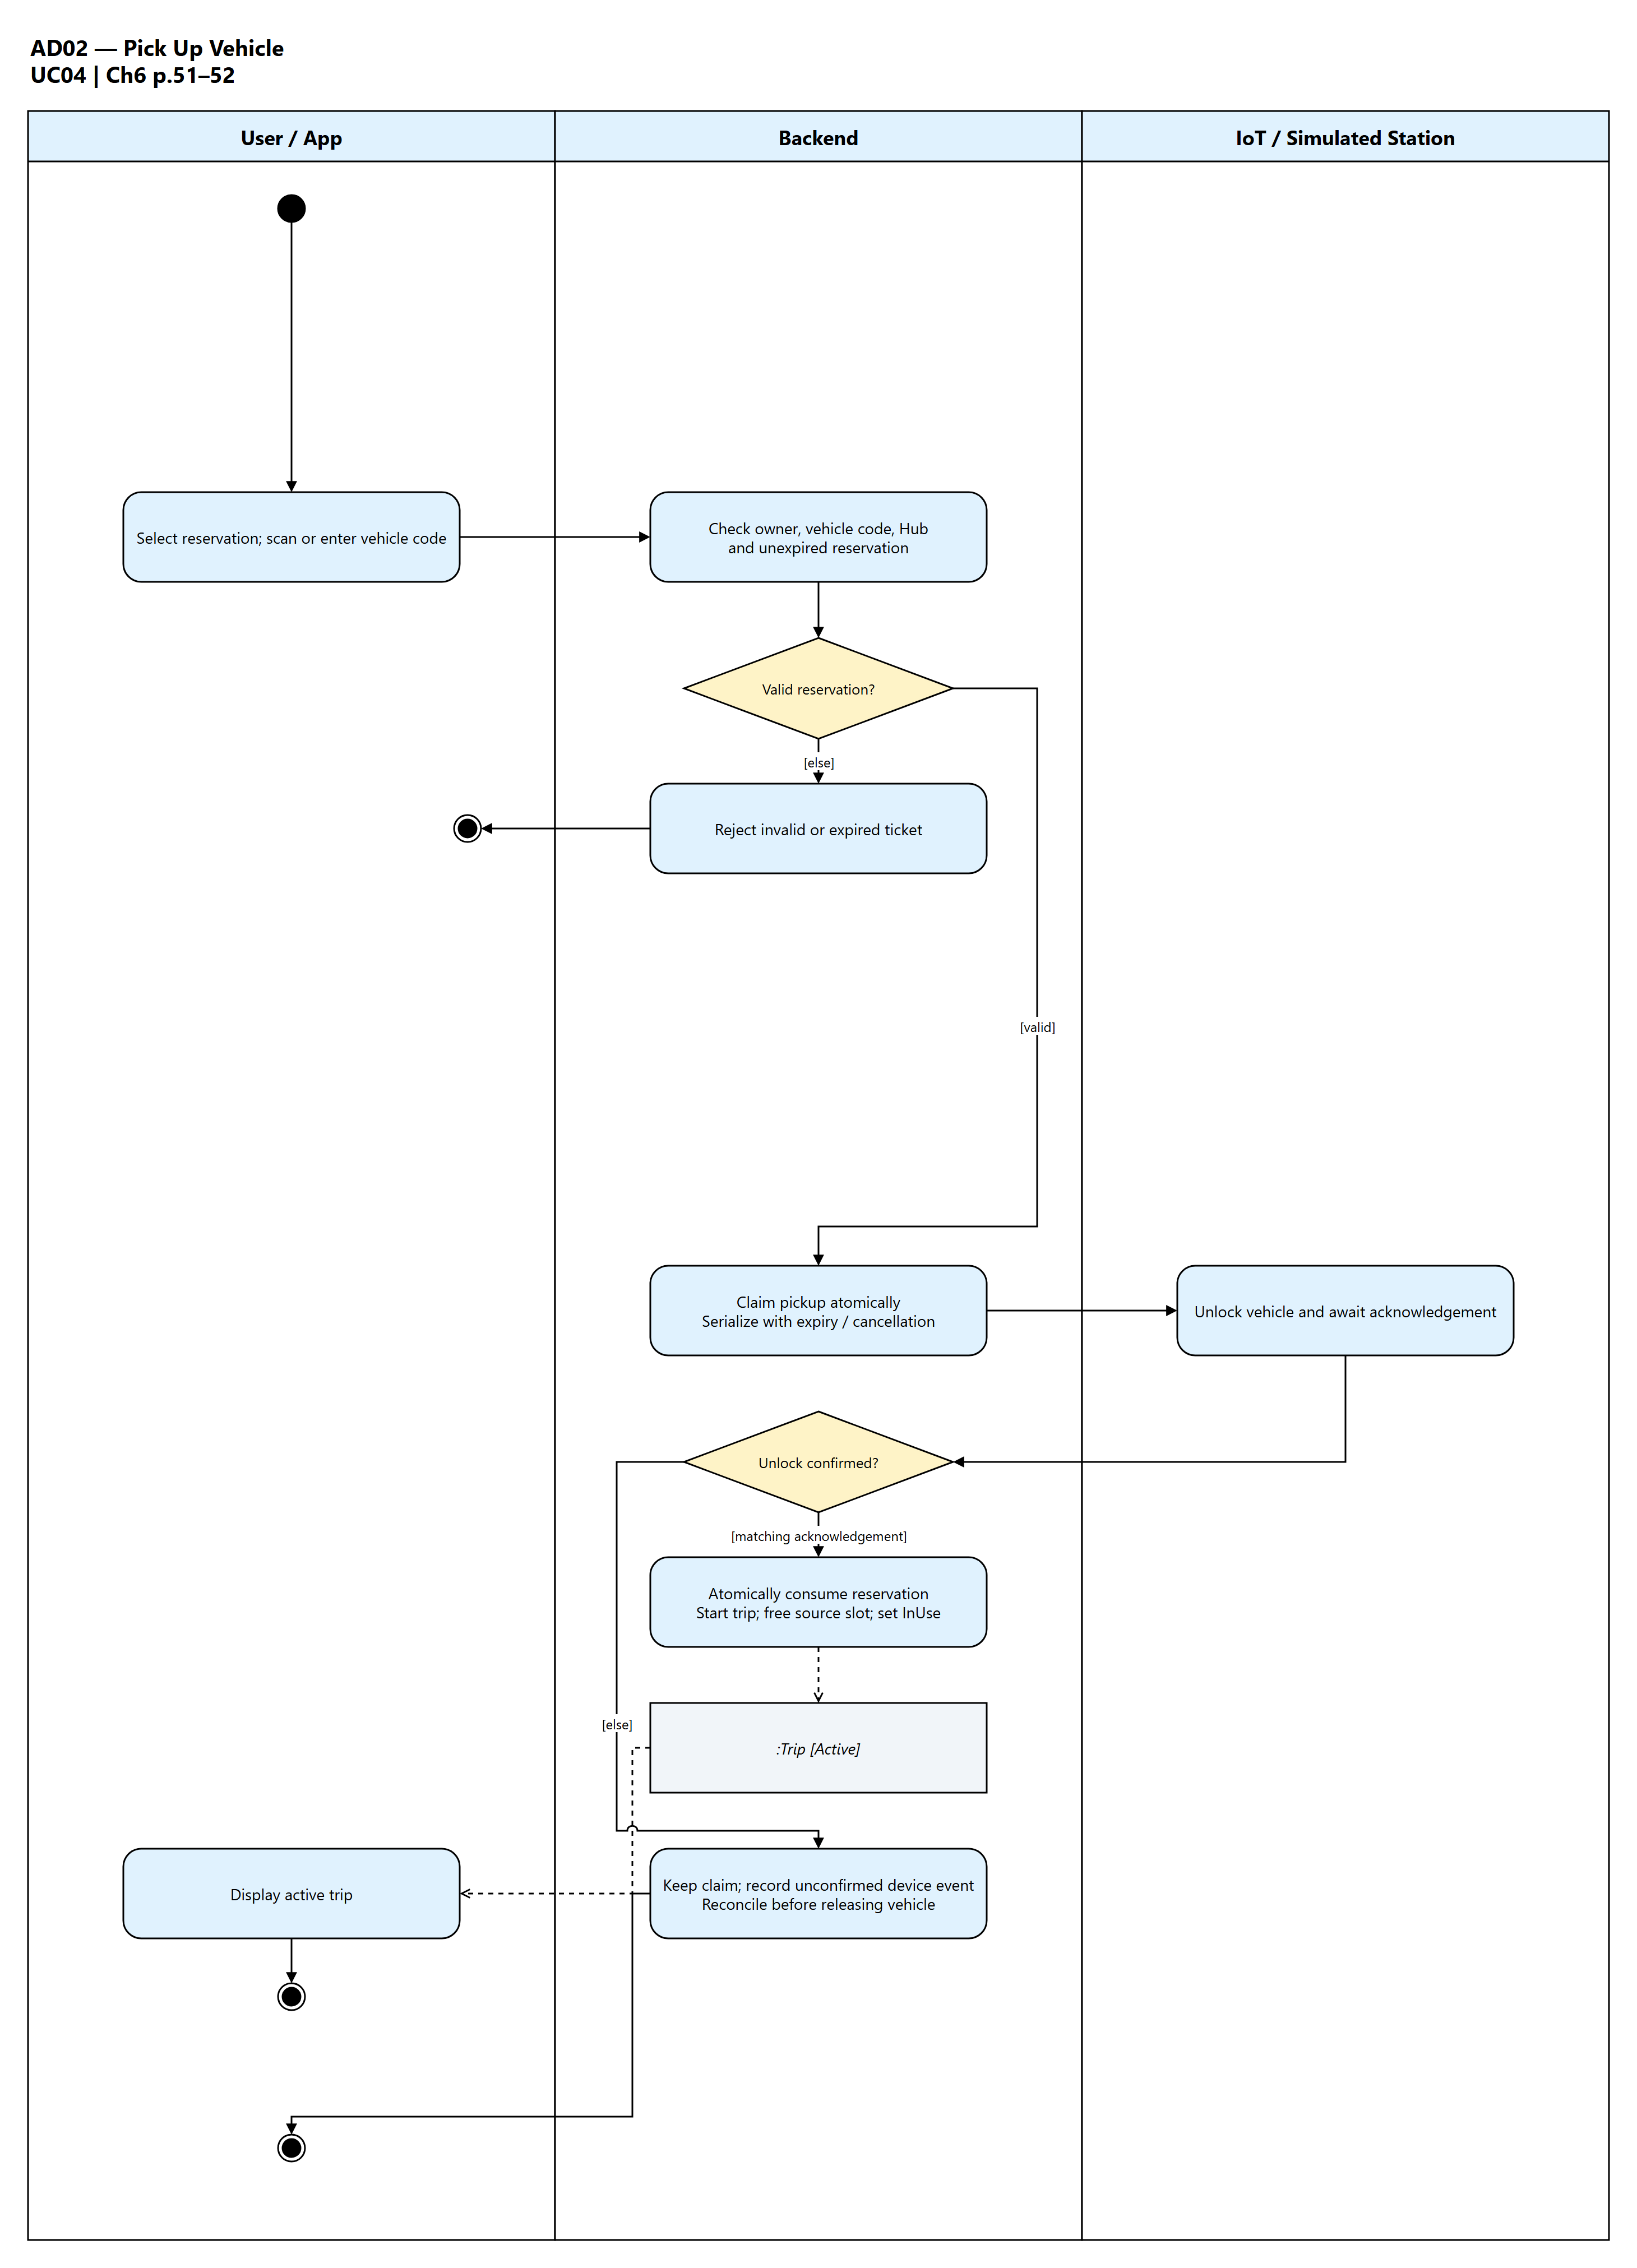 AD02 — Pick Up Vehicle
UC04 | Ch6 p.51–52
User / App
Backend
IoT / Simulated Station
Select reservation; scan or enter vehicle code
Check owner, vehicle code, Hub
and unexpired reservation
Valid reservation?
[else]
Reject invalid or expired ticket
[valid]
Claim pickup atomically
Serialize with expiry / cancellation
Unlock vehicle and await acknowledgement
Unlock confirmed?
[matching acknowledgement]
Atomically consume reservation
Start trip; free source slot; set InUse
[else]
:Trip [Active]
Display active trip
Keep claim; record unconfirmed device event
Reconcile before releasing vehicle